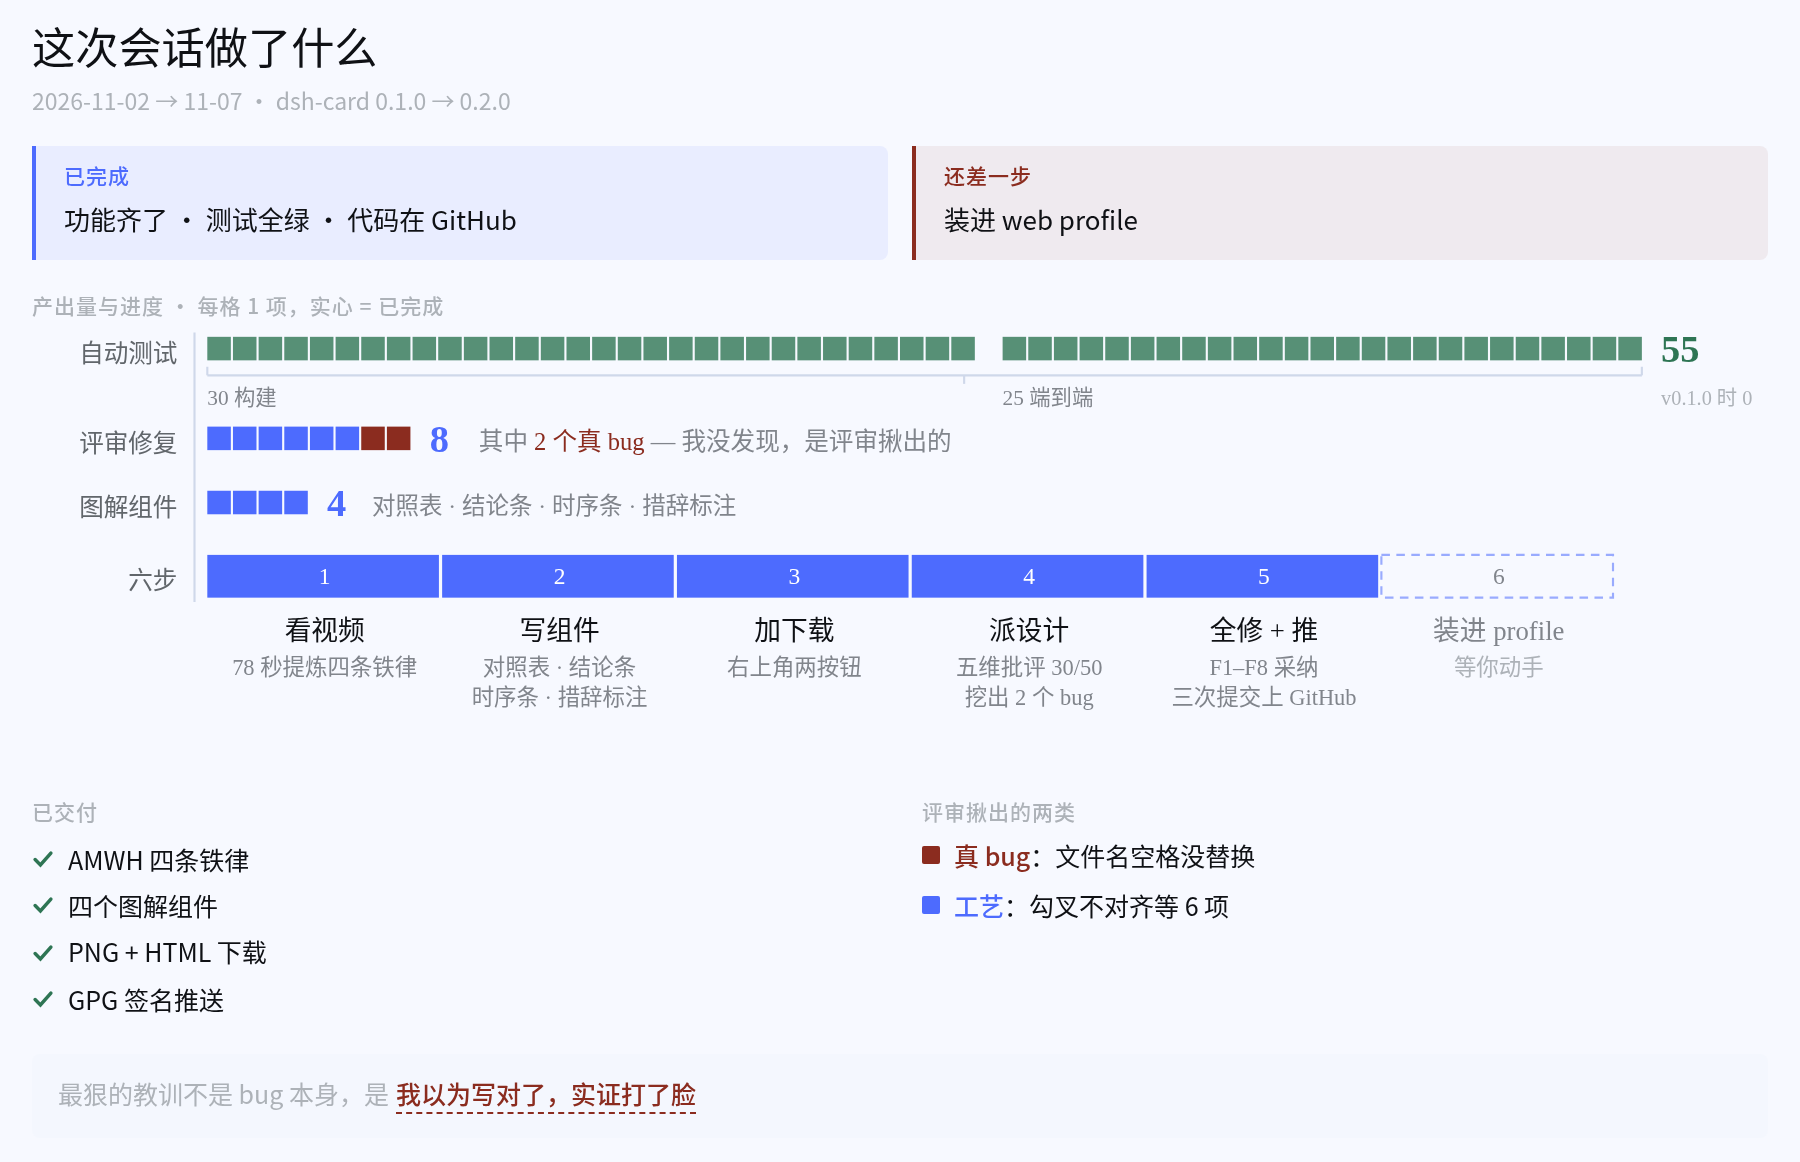 这次会话做了什么
2026-11-02 → 11-07 · dsh-card 0.1.0 → 0.2.0
已完成
功能齐了 · 测试全绿 · 代码在 GitHub
还差一步
装进 web profile
产出量与进度 · 每格 1 项，实心 = 已完成
自动测试
55
30 构建
25 端到端
v0.1.0 时 0
评审修复
8
其中 2 个真 bug — 我没发现，是评审揪出的
图解组件
4
对照表 · 结论条 · 时序条 · 措辞标注
六步
1
2
3
4
5
6
看视频
写组件
加下载
派设计
全修 + 推
装进 profile
78 秒提炼四条铁律
对照表 · 结论条
时序条 · 措辞标注
右上角两按钮
五维批评 30/50
挖出 2 个 bug
F1–F8 采纳
三次提交上 GitHub
等你动手
已交付
AMWH 四条铁律
四个图解组件
PNG + HTML 下载
GPG 签名推送
评审揪出的两类
真 bug：文件名空格没替换
工艺：勾叉不对齐等 6 项
最狠的教训不是 bug 本身，是 我以为写对了，实证打了脸